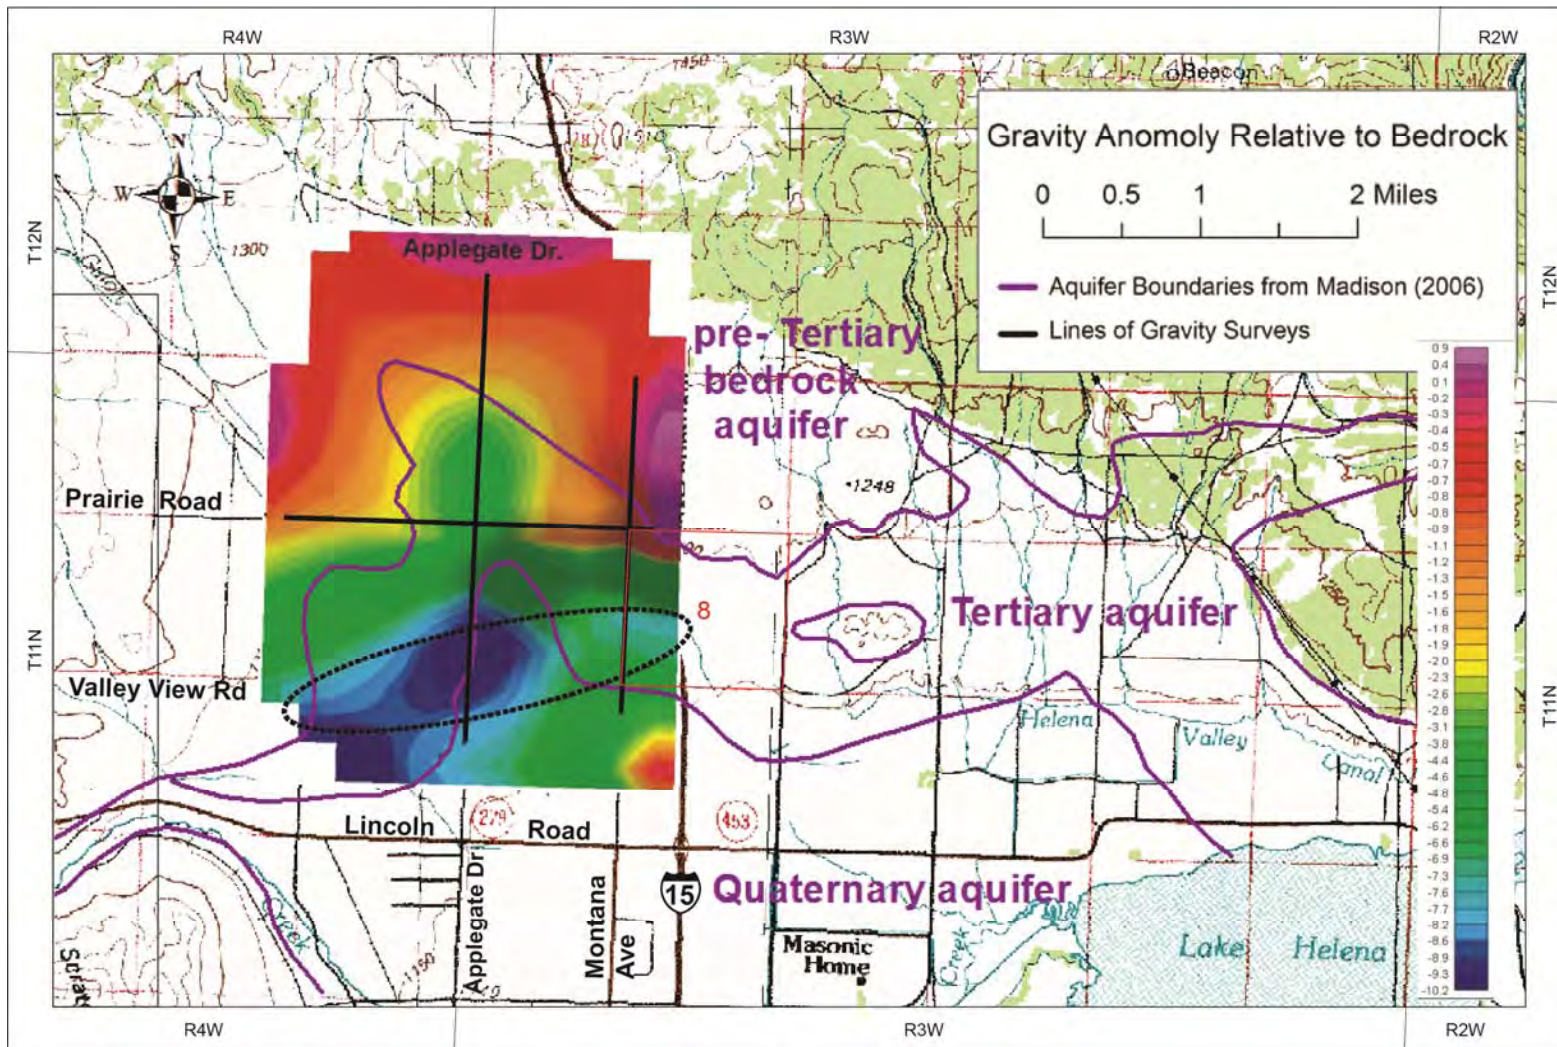 R4W
R3W
R2W
Beacon
Gravity Anomoly Relative to Bedrock
0 0.5 1 2 Miles
Aquifer Boundaries from Madison (2006)
Lines of Gravity Surveys
N
W E
S
1300
1450
1510
T12N
T12N
Applegate Dr.
pre- Tertiary
bedrock
aquifer
1248
Prairie Road
Tertiary aquifer
8
T11N
T11N
Valley View Rd
Helena
Valley
Canal
Lincoln Road
279
453
Applegate Dr
Montana
Ave
15
Quaternary aquifer
Masonic
Home
Creek
Creek
Lake Helena
1150
0.9
0.4
0.1
-0.2
-0.3
-0.4
-0.5
-0.7
-0.8
-0.9
-1.1
-1.2
-1.3
-1.5
-1.6
-1.8
-1.9
-2.0
-2.3
-2.6
-2.8
-3.1
-3.8
-4.4
-4.6
-4.8
-5.4
-6.2
-6.6
-6.9
-7.3
-7.6
-7.7
-8.2
-8.6
-8.9
-9.3
-10.2
R4W
R3W
R2W